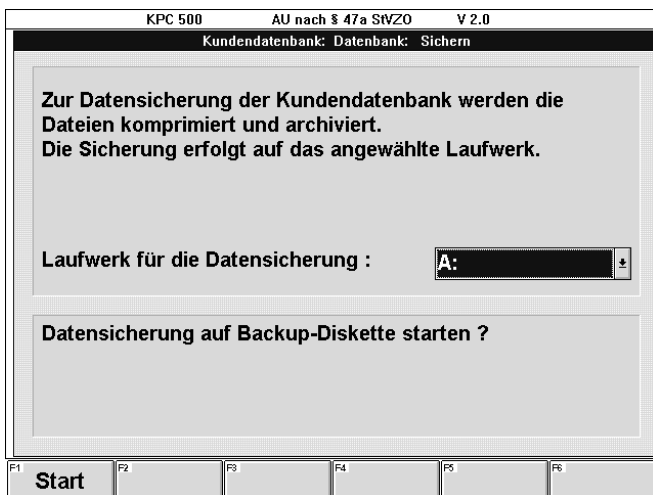 KPC 500 AU nach § 47a StVZO V 2.0
Kundendatenbank: Datenbank: Sichern
Zur Datensicherung der Kundendatenbank werden die
Dateien komprimiert und archiviert.
Die Sicherung erfolgt auf das angewählte Laufwerk.
Laufwerk für die Datensicherung : A:
Datensicherung auf Backup-Diskette starten ?
F1 Start F2 F3 F4 F5 F6